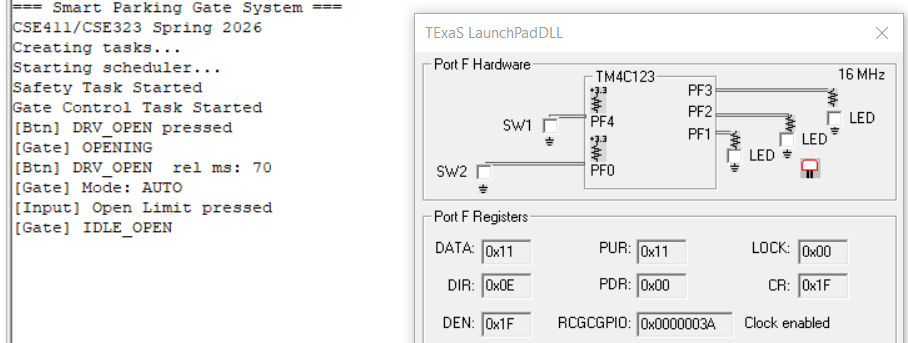 === Smart Parking Gate System ===
CSE411/CSE323 Spring 2026
Creating tasks...
Starting scheduler...
Safety Task Started
Gate Control Task Started
[Btn] DRV_OPEN pressed
[Gate] OPENING
[Btn] DRV_OPEN  rel ms: 70
[Gate] Mode: AUTO
[Input] Open Limit pressed
[Gate] IDLE_OPEN
TExaS LaunchPadDLL
Port F Hardware
TM4C123
16 MHz
+3.3
PF3
PF2
PF1
PF4
+3.3
PF0
SW1
SW2
LED
LED
LED
Port F Registers
DATA: 0x11 PUR: 0x11 LOCK: 0x00
DIR: 0x0E PDR: 0x00 CR: 0x1F
DEN: 0x1F RCGCGPIO: 0x0000003A Clock enabled